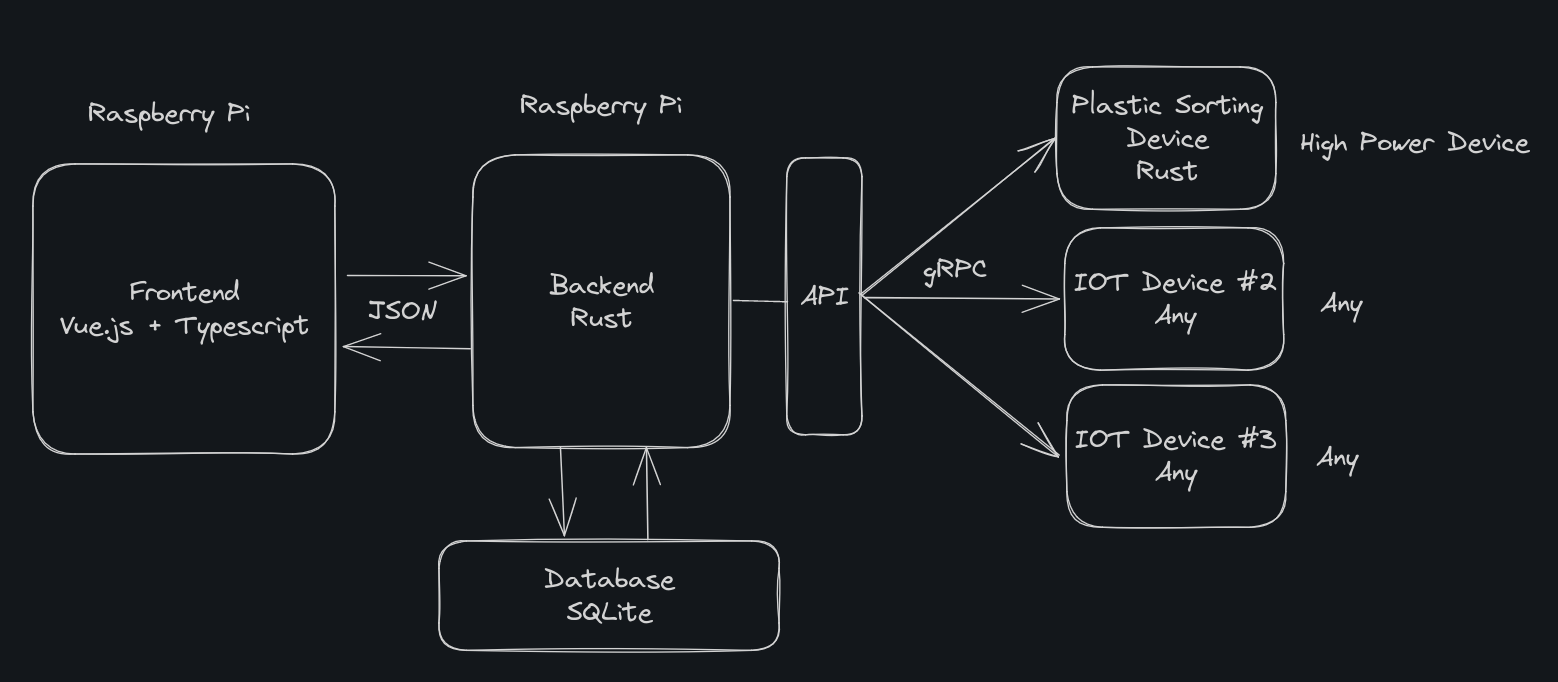 Raspberry Pi
Frontend
Vue.js + Typescript
JSON
Raspberry Pi
Backend
Rust
Database
SQLite
API
gRPC
Plastic Sorting
Device
Rust
High Power Device
IOT Device #2
Any
Any
IOT Device #3
Any
Any